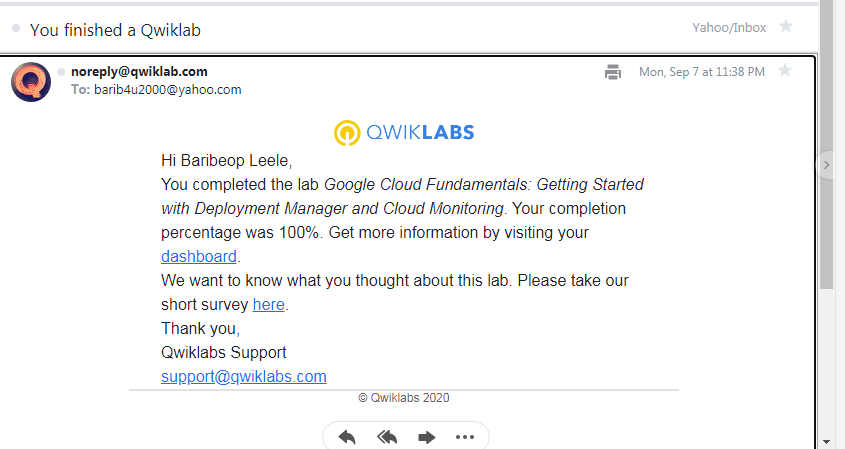 You finished a Qwiklab
Yahoo/Inbox
noreply@qwiklab.com
Mon, Sep 7 at 11:38 PM
To: barib4u2000@yahoo.com
QWIKLABS
Hi Baribeop Leele,
You completed the lab Google Cloud Fundamentals: Getting Started
with Deployment Manager and Cloud Monitoring. Your completion
percentage was 100%. Get more information by visiting your
dashboard.
We want to know what you thought about this lab. Please take our
short survey here.
Thank you,
Qwiklabs Support
support@qwiklabs.com
© Qwiklabs 2020